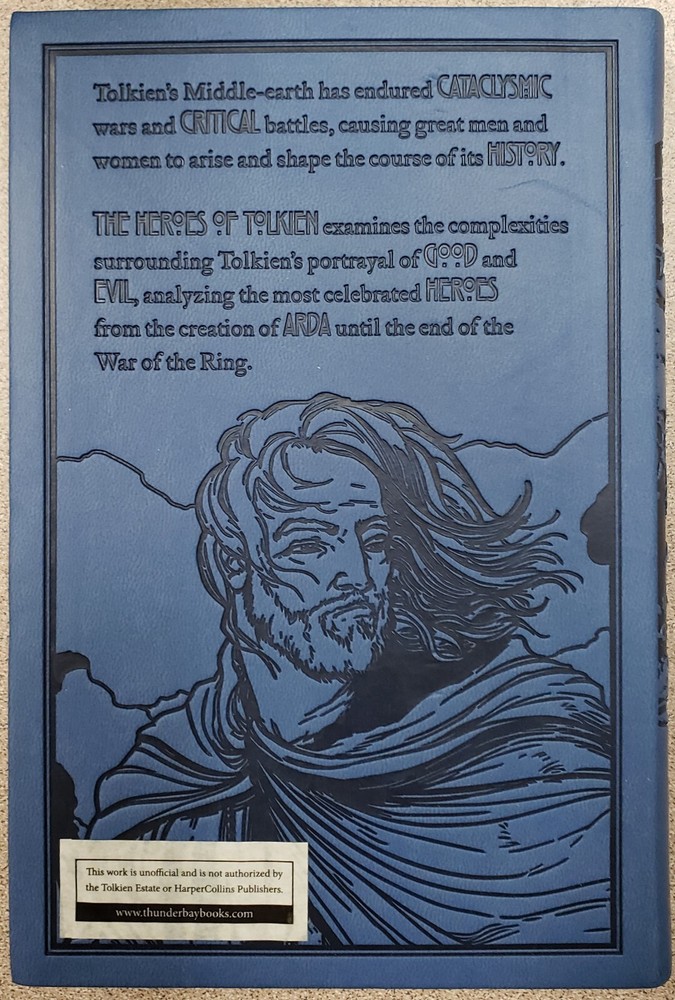 Tolkien's Middle-earth has endured CATACLYSMIC
wars and CRITICAL battles, causing great men and
women to arise and shape the course of its HISTORY.
THE HEROES OF TOLKIEN examines the complexities
surrounding Tolkien's portrayal of GOOD and
EVIL, analyzing the most celebrated HEROES
from the creation of ARDA until the end of the
War of the Ring.
This work is unofficial and is not authorized by
the Tolkien Estate or HarperCollins Publishers.
www.thunderbaybooks.com